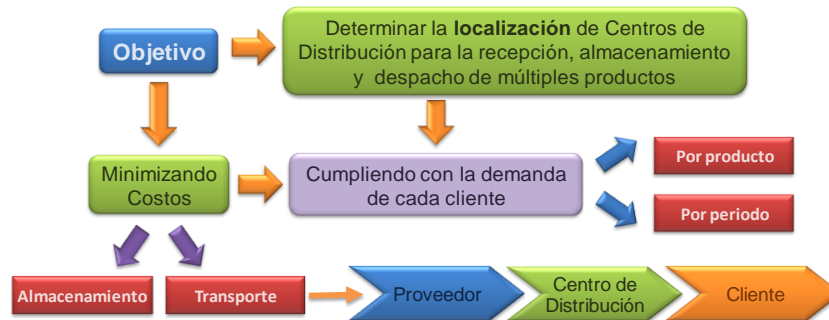 Objetivo
Determinar la localización de Centros de
Distribución para la recepción, almacenamiento
y despacho de múltiples productos
Minimizando
Costos
Cumpliendo con la demanda
de cada cliente
Por producto
Por periodo
Almacenamiento
Transporte
Proveedor
Centro de
Distribución
Cliente